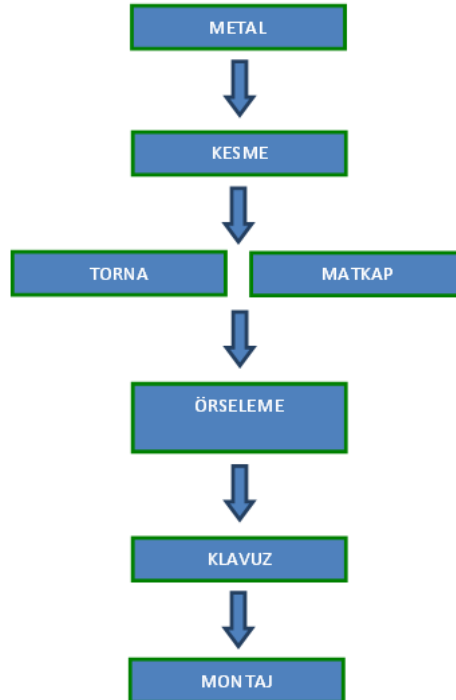 METAL
KESME
TORNA
MATKAP
ÖRSELEME
KLAVUZ
MONTAJ